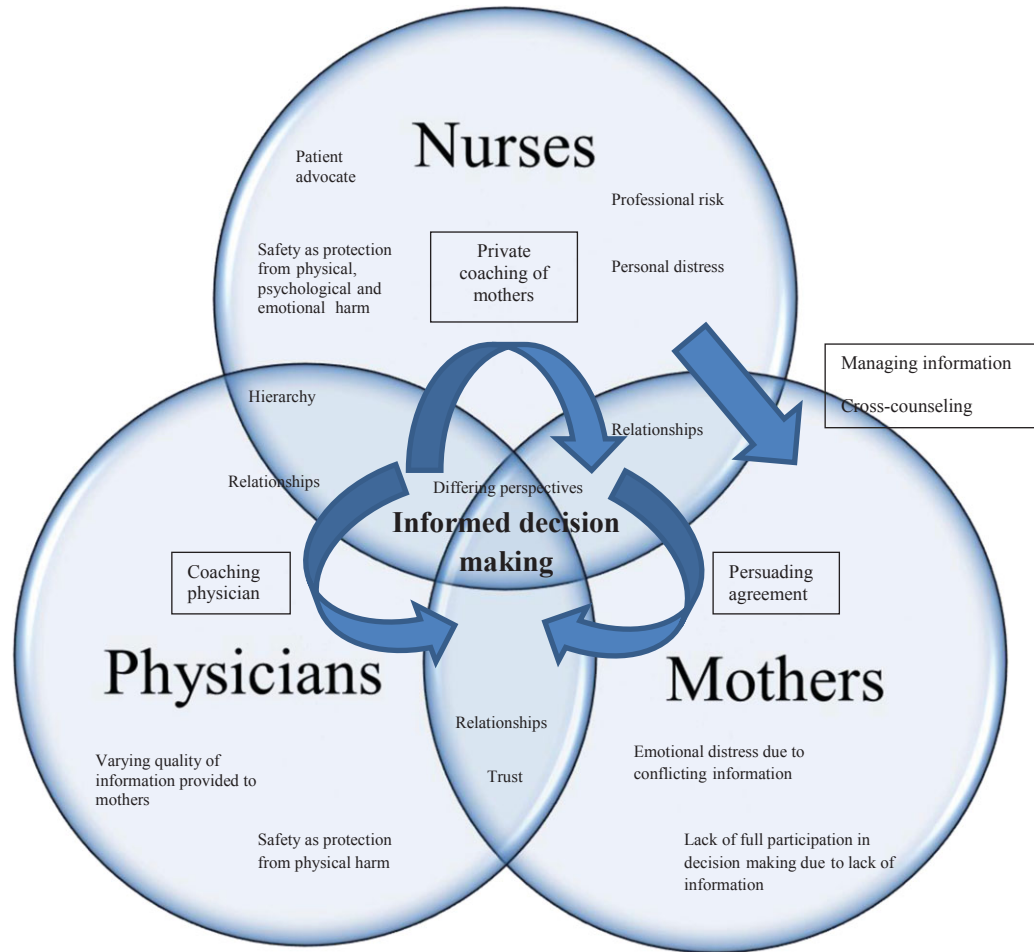 Nurses
Patient
advocate
Professional risk
Safety as protection
from physical,
psychological and
emotional harm
Private
coaching of
mothers
Personal distress
Managing information
Cross-counseling
Hierarchy
Relationships
Relationships
Differing perspectives
Informed decision
making
Coaching
physician
Persuading
agreement
Physicians
Mothers
Relationships
Trust
Varying quality of
information provided to
mothers
Safety as protection
from physical harm
Emotional distress due to
conflicting information
Lack of full participation in
decision making due to lack of
information